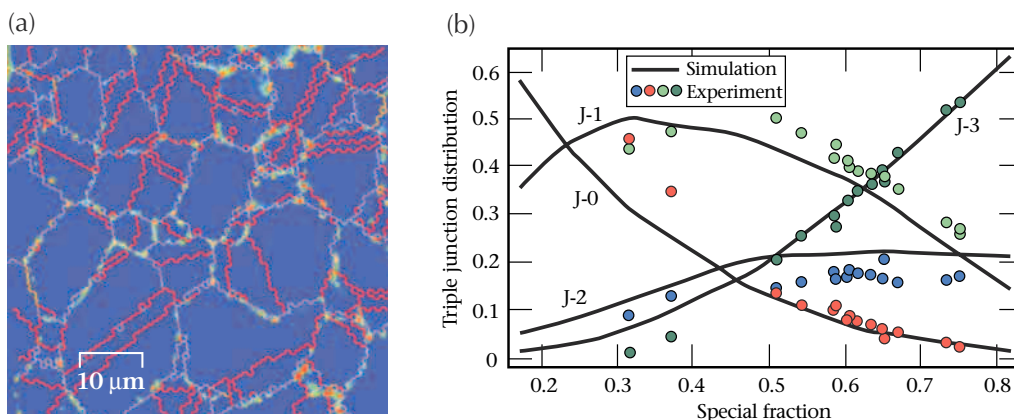 (a)
10 μm
(b)
Triple junction distribution
0.6
0.5
0.4
0.3
0.2
0.1
0
0.2 0.3 0.4 0.5 0.6 0.7 0.8
Special fraction
Simulation
Experiment
J-1
J-0
J-2
J-3